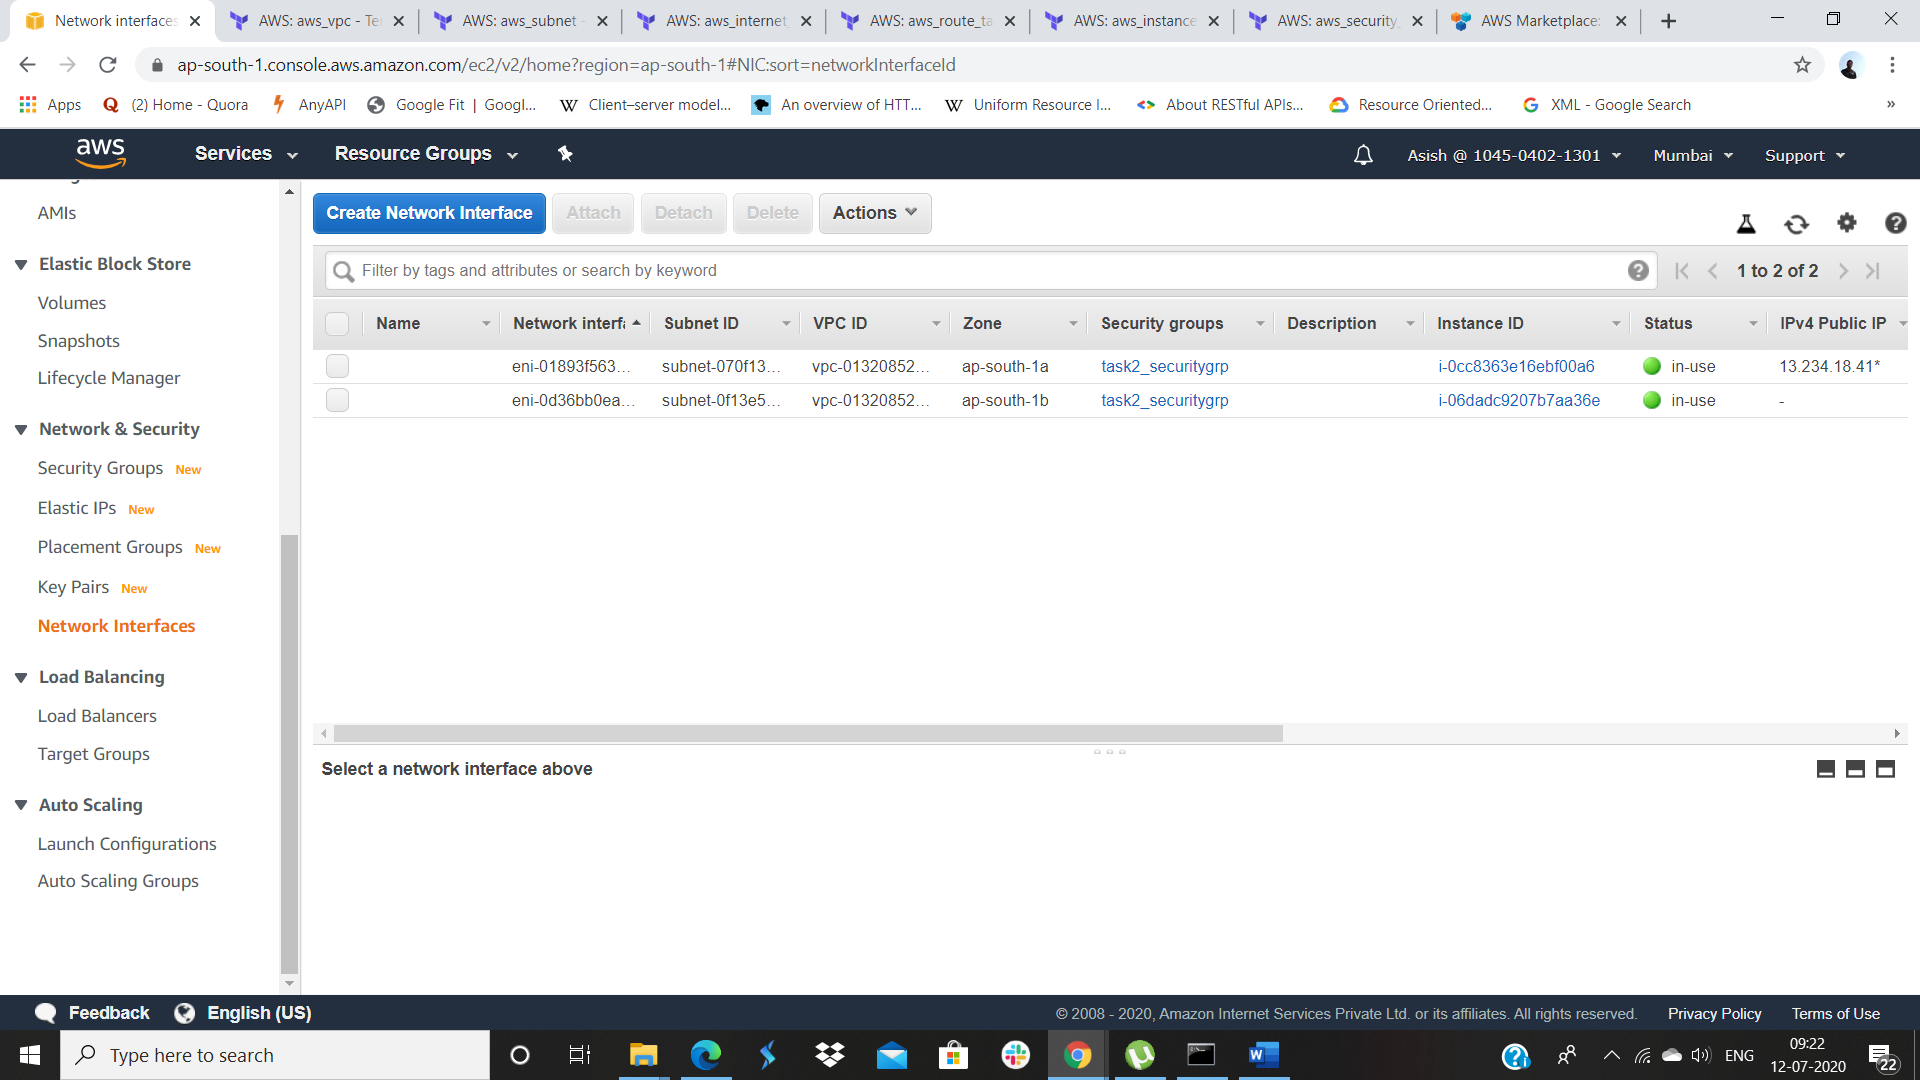 Network interfaces
AWS: aws_vpc - Te
AWS: aws_subnet -
AWS: aws_internet
AWS: aws_route_ta
AWS: aws_instance
AWS: aws_security
AWS Marketplace:
ap-south-1.console.aws.amazon.com/ec2/v2/home?region=ap-south-1#NIC:sort=networkInterfaceId
Apps
(2) Home - Quora
AnyAPI
Google Fit | Googl...
Client–server model...
An overview of HTT...
Uniform Resource I...
About RESTful APIs...
Resource Oriented...
XML - Google Search
»
aws
Services
Resource Groups
Asish @ 1045-0402-1301
Mumbai
Support
AMIs
Elastic Block Store
Volumes
Snapshots
Lifecycle Manager
Network & Security
Security Groups New
Elastic IPs New
Placement Groups New
Key Pairs New
Network Interfaces
Load Balancing
Load Balancers
Target Groups
Auto Scaling
Launch Configurations
Auto Scaling Groups
Create Network Interface Attach Detach Delete Actions
Filter by tags and attributes or search by keyword
1 to 2 of 2
Name Network interfa Subnet ID VPC ID Zone Security groups Description Instance ID Status IPv4 Public IP
eni-01893f563... subnet-070f13... vpc-01320852... ap-south-1a task2_securitygrp i-0cc8363e16ebf00a6 in-use 13.234.18.41*
eni-0d36bb0ea... subnet-0f13e5... vpc-01320852... ap-south-1b task2_securitygrp i-06dadc9207b7aa36e in-use -
Select a network interface above
Feedback English (US)
© 2008 - 2020, Amazon Internet Services Private Ltd. or its affiliates. All rights reserved. Privacy Policy Terms of Use
Type here to search
ENG
09:22
12-07-2020
22